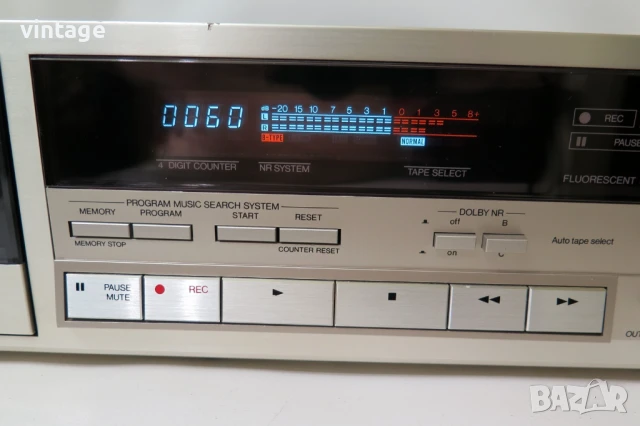 vintage
0060
dB -20 15 10 7 5 3 1 0 1 3 5 8+
L
R
NORMAL
REC
PAUSE
4 DIGIT COUNTER NR SYSTEM TAPE SELECT FLUORESCENT
PROGRAM MUSIC SEARCH SYSTEM
MEMORY PROGRAM START RESET
MEMORY STOP COUNTER RESET
DOLBY NR
off B
on C
Auto tape select
PAUSE MUTE
REC
OUT
BAZAR